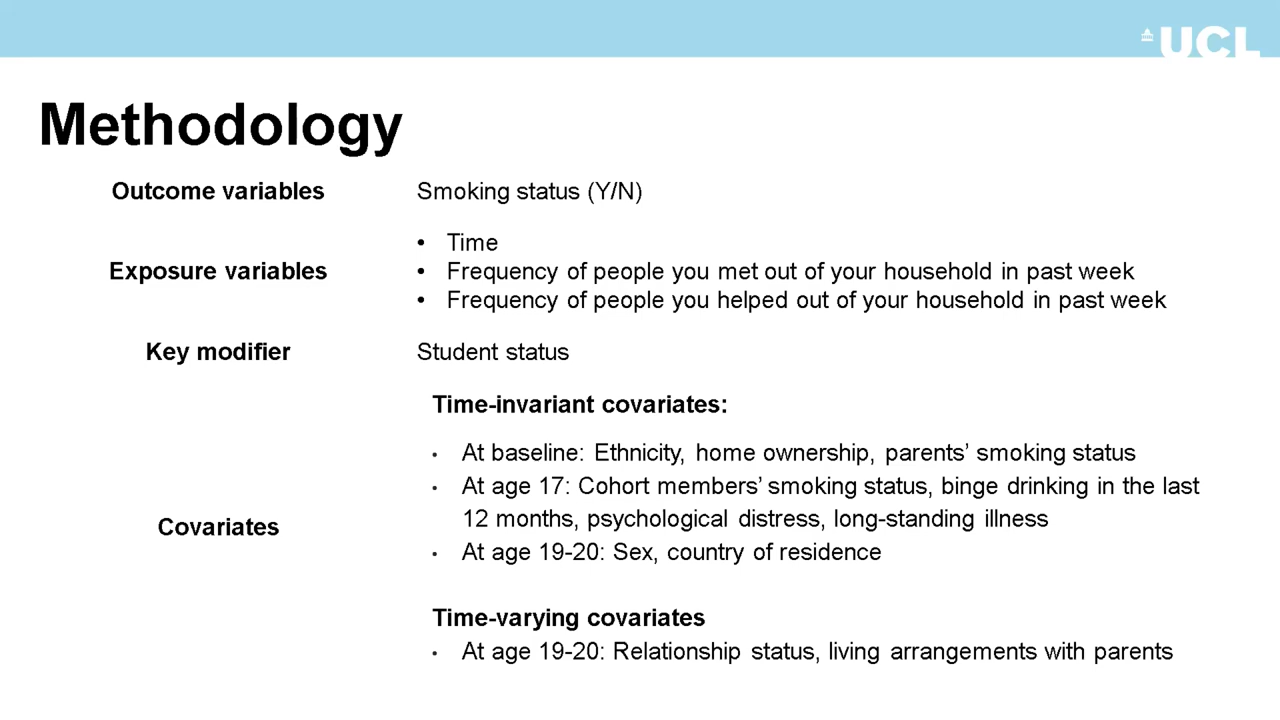 UCL
Methodology
Outcome variables
Smoking status (Y/N)
Exposure variables
• Time
• Frequency of people you met out of your household in past week
• Frequency of people you helped out of your household in past week
Key modifier
Student status
Covariates
Time-invariant covariates:
• At baseline: Ethnicity, home ownership, parents’ smoking status
• At age 17: Cohort members’ smoking status, binge drinking in the last
12 months, psychological distress, long-standing illness
• At age 19-20: Sex, country of residence
Time-varying covariates
• At age 19-20: Relationship status, living arrangements with parents